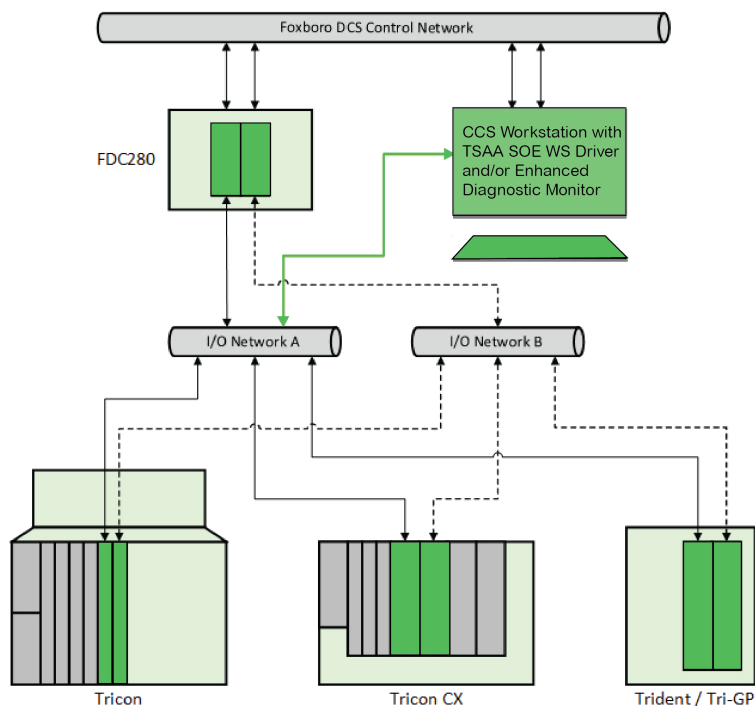 Foxboro DCS Control Network
FDC280
CCS Workstation with
TSAA SOE WS Driver
and/or Enhanced
Diagnostic Monitor
I/O Network A
I/O Network B
Tricon
Tricon CX
Trident / Tri-GP